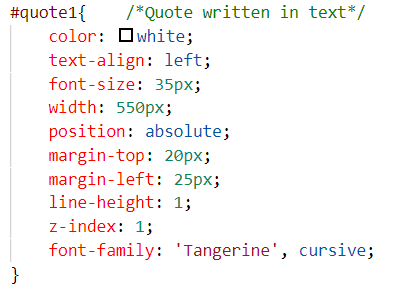 #quote1{    /*Quote written in text*/
    color: white;
    text-align: left;
    font-size: 35px;
    width: 550px;
    position: absolute;
    margin-top: 20px;
    margin-left: 25px;
    line-height: 1;
    z-index: 1;
    font-family: 'Tangerine', cursive;
}